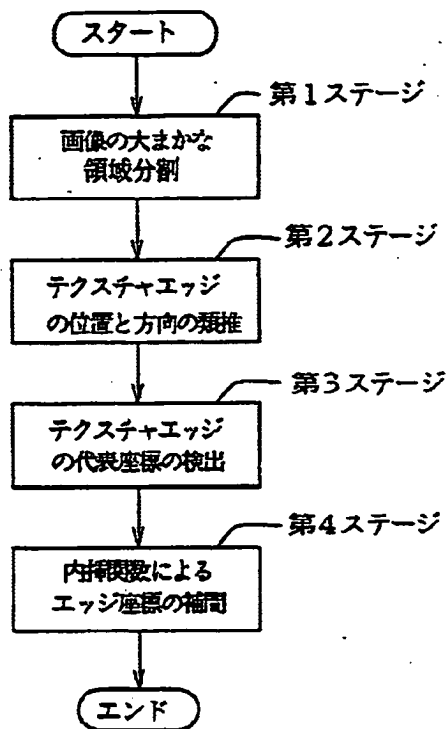 スタート
第1ステージ
画像の大まかな
領域分割
第2ステージ
テクスチャエッジ
の位置と方向の類推
第3ステージ
テクスチャエッジ
の代表座標の検出
第4ステージ
内挿関数による
エッジ座標の補間
エンド